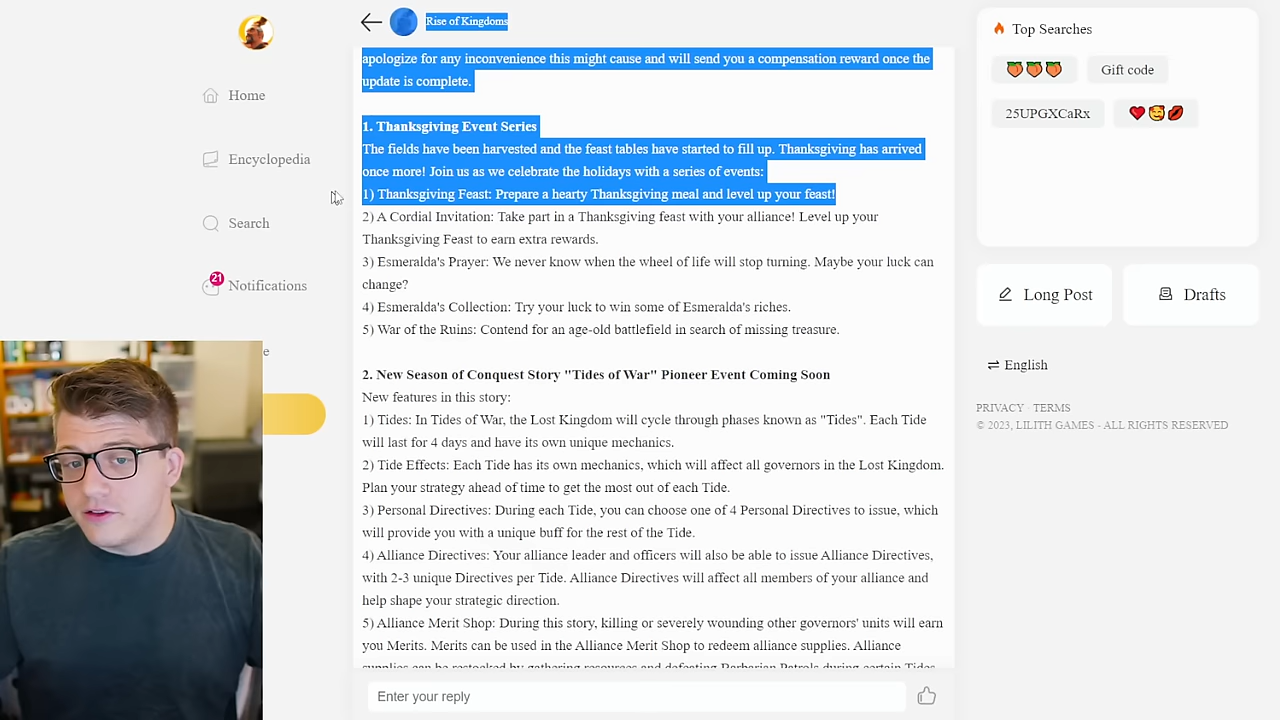 Home
Encyclopedia
Search
21
Notifications
e
Rise of Kingdoms
apologize for any inconvenience this might cause and will send you a compensation reward once the
update is complete.
1. Thanksgiving Event Series
The fields have been harvested and the feast tables have started to fill up. Thanksgiving has arrived
once more! Join us as we celebrate the holidays with a series of events:
1) Thanksgiving Feast: Prepare a hearty Thanksgiving meal and level up your feast!
2) A Cordial Invitation: Take part in a Thanksgiving feast with your alliance! Level up your
Thanksgiving Feast to earn extra rewards.
3) Esmeralda's Prayer: We never know when the wheel of life will stop turning. Maybe your luck can
change?
4) Esmeralda's Collection: Try your luck to win some of Esmeralda's riches.
5) War of the Ruins: Contend for an age-old battlefield in search of missing treasure.
2. New Season of Conquest Story "Tides of War" Pioneer Event Coming Soon
New features in this story:
1) Tides: In Tides of War, the Lost Kingdom will cycle through phases known as "Tides". Each Tide
will last for 4 days and have its own unique mechanics.
2) Tide Effects: Each Tide has its own mechanics, which will affect all governors in the Lost Kingdom.
Plan your strategy ahead of time to get the most out of each Tide.
3) Personal Directives: During each Tide, you can choose one of 4 Personal Directives to issue, which
will provide you with a unique buff for the rest of the Tide.
4) Alliance Directives: Your alliance leader and officers will also be able to issue Alliance Directives,
with 2-3 unique Directives per Tide. Alliance Directives will affect all members of your alliance and
help shape your strategic direction.
5) Alliance Merit Shop: During this story, killing or severely wounding other governors' units will earn
you Merits. Merits can be used in the Alliance Merit Shop to redeem alliance supplies. Alliance
supplies can be restocked by gathering resources and defeating Barbarian Patrols during certain Tides.
Enter your reply
Top Searches
Gift code
25UPGXCaRx
Long Post
Drafts
English
PRIVACY · TERMS
© 2023, LILITH GAMES - ALL RIGHTS RESERVED